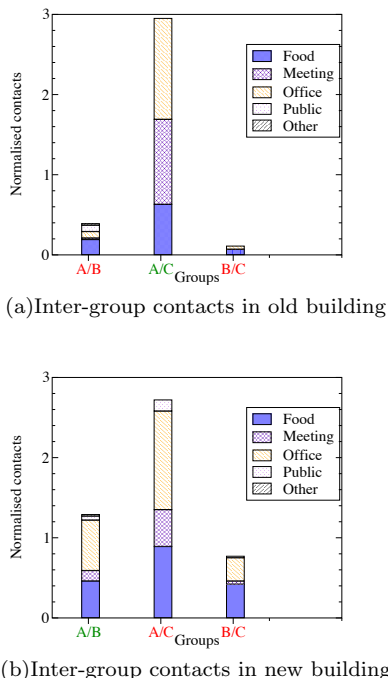 3
2
1
0
Normalised contacts
Food
Meeting
Office
Public
Other
A/B
A/C
B/C
Groups
(a)Inter-group contacts in old building
3
2
1
0
Normalised contacts
Food
Meeting
Office
Public
Other
A/B
A/C
B/C
Groups
(b)Inter-group contacts in new building